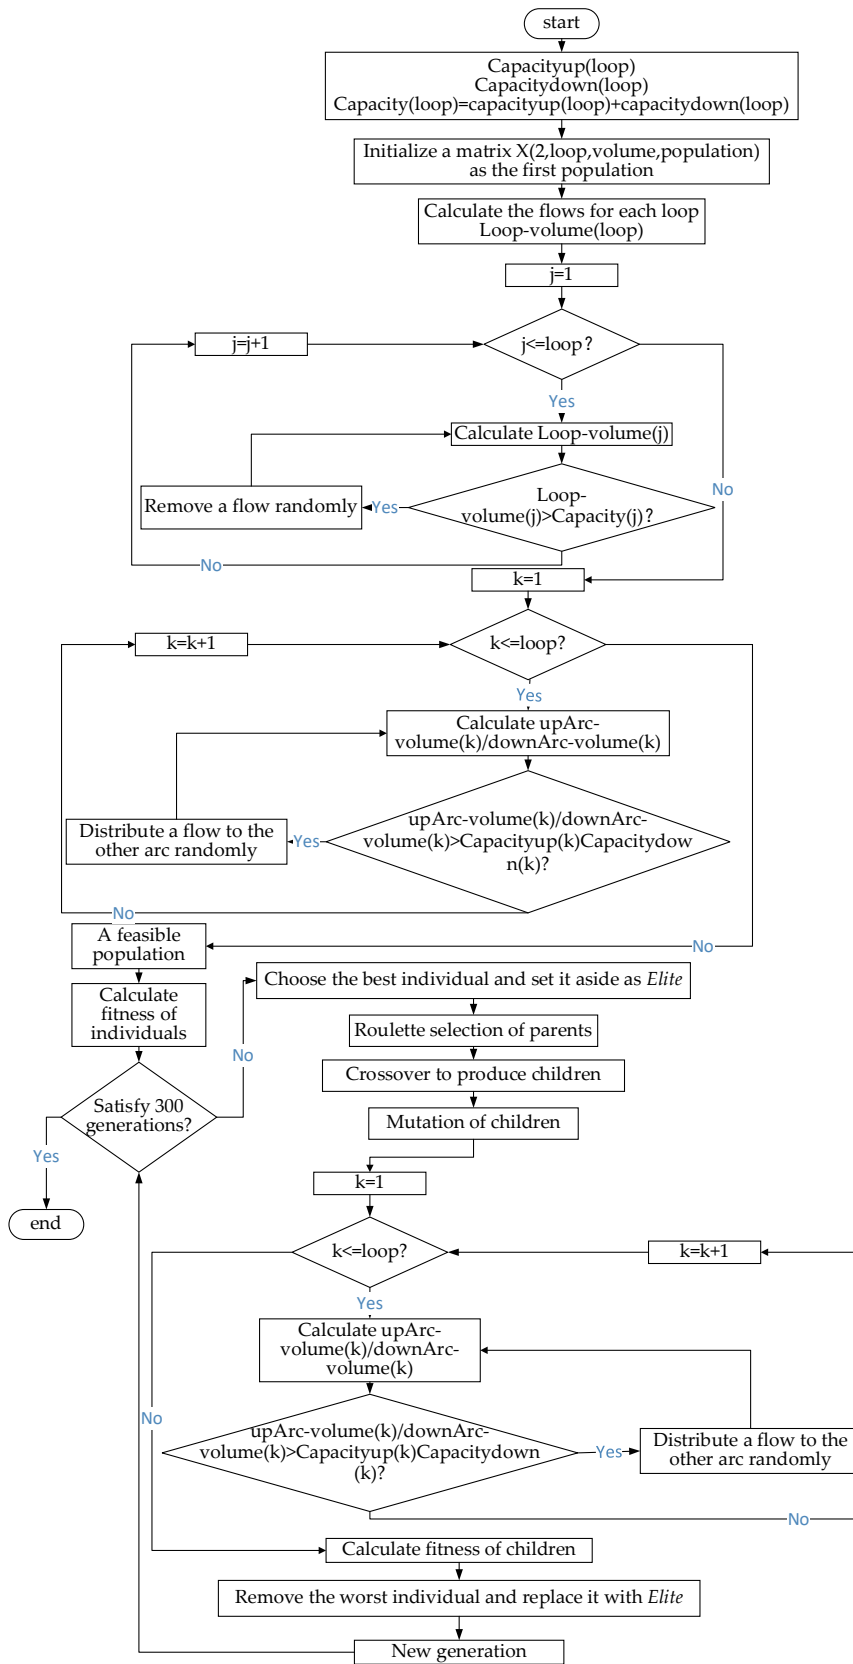 start
Capacityup(loop)
Capacitydown(loop)
Capacity(loop)=capacityup(loop)+capacitydown(loop)
Initialize a matrix X(2,loop,volume,population)
as the first population
Calculate the flows for each loop
Loop-volume(loop)
j=1
j=j+1
j<=loop?
Yes
Calculate Loop-volume(j)
No
Loop-
volume(j)>Capacity(j)?
Yes
Remove a flow randomly
No
k=1
k=k+1
k<=loop?
Yes
Calculate upArc-
volume(k)/downArc-volume(k)
upArc-volume(k)/downArc-
volume(k)>Capacityup(k)Capacitydow
n(k)?
Yes
Distribute a flow to the
other arc randomly
No
No
A feasible
population
Calculate
fitness of
individuals
Satisfy 300
generations?
Yes
end
No
Choose the best individual and set it aside as Elite
Roulette selection of parents
Crossover to produce children
Mutation of children
k=1
k<=loop?
k=k+1
Yes
Calculate upArc-
volume(k)/downArc-
volume(k)
No
upArc-volume(k)/downArc-
volume(k)>Capacityup(k)Capacitydown
(k)?
Yes
Distribute a flow to the
other arc randomly
No
Calculate fitness of children
Remove the worst individual and replace it with Elite
New generation